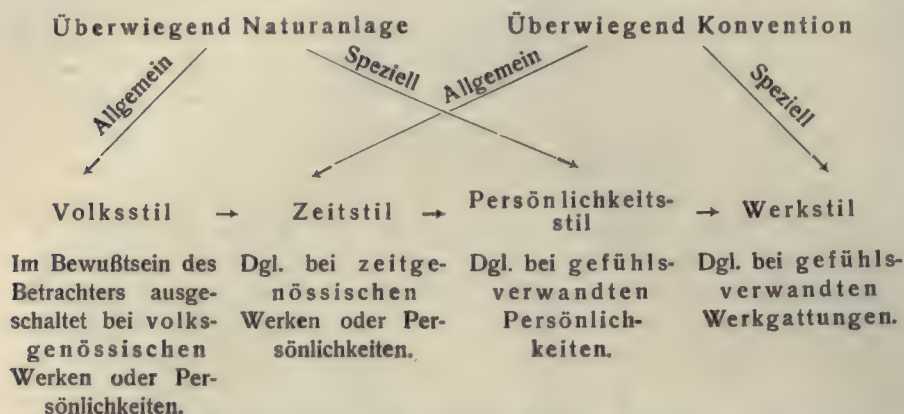 Überwiegend Naturanlage Überwiegend Konvention
Allgemein Speziell Allgemein Speziell
Volksstil → Zeitstil → Persönlichkeits-
stil → Werkstil
Im Bewußtsein des
Betrachters ausge-
schaltet bei volks-
genössischen
Werken oder Per-
sönlichkeiten.
Dgl. bei zeitge-
nössischen
Werken oder Per-
sönlichkeiten.
Dgl. bei gefühls-
verwandten
Persönlich-
keiten.
Dgl. bei gefühls-
verwandten
Werkgattungen.